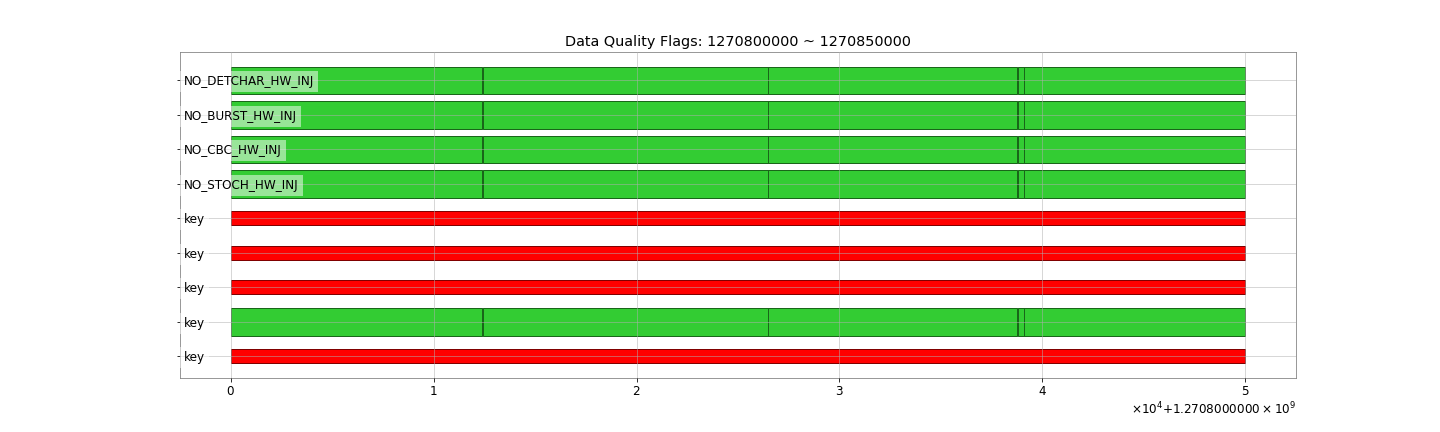 Data Quality Flags: 1270800000 ~ 1270850000
NO_DETCHAR_HW_INJ
NO_BURST_HW_INJ
NO_CBC_HW_INJ
NO_STOCH_HW_INJ
key
key
key
key
key
0 1 2 3 4 5
×10⁴+1.2708000000 × 10⁹